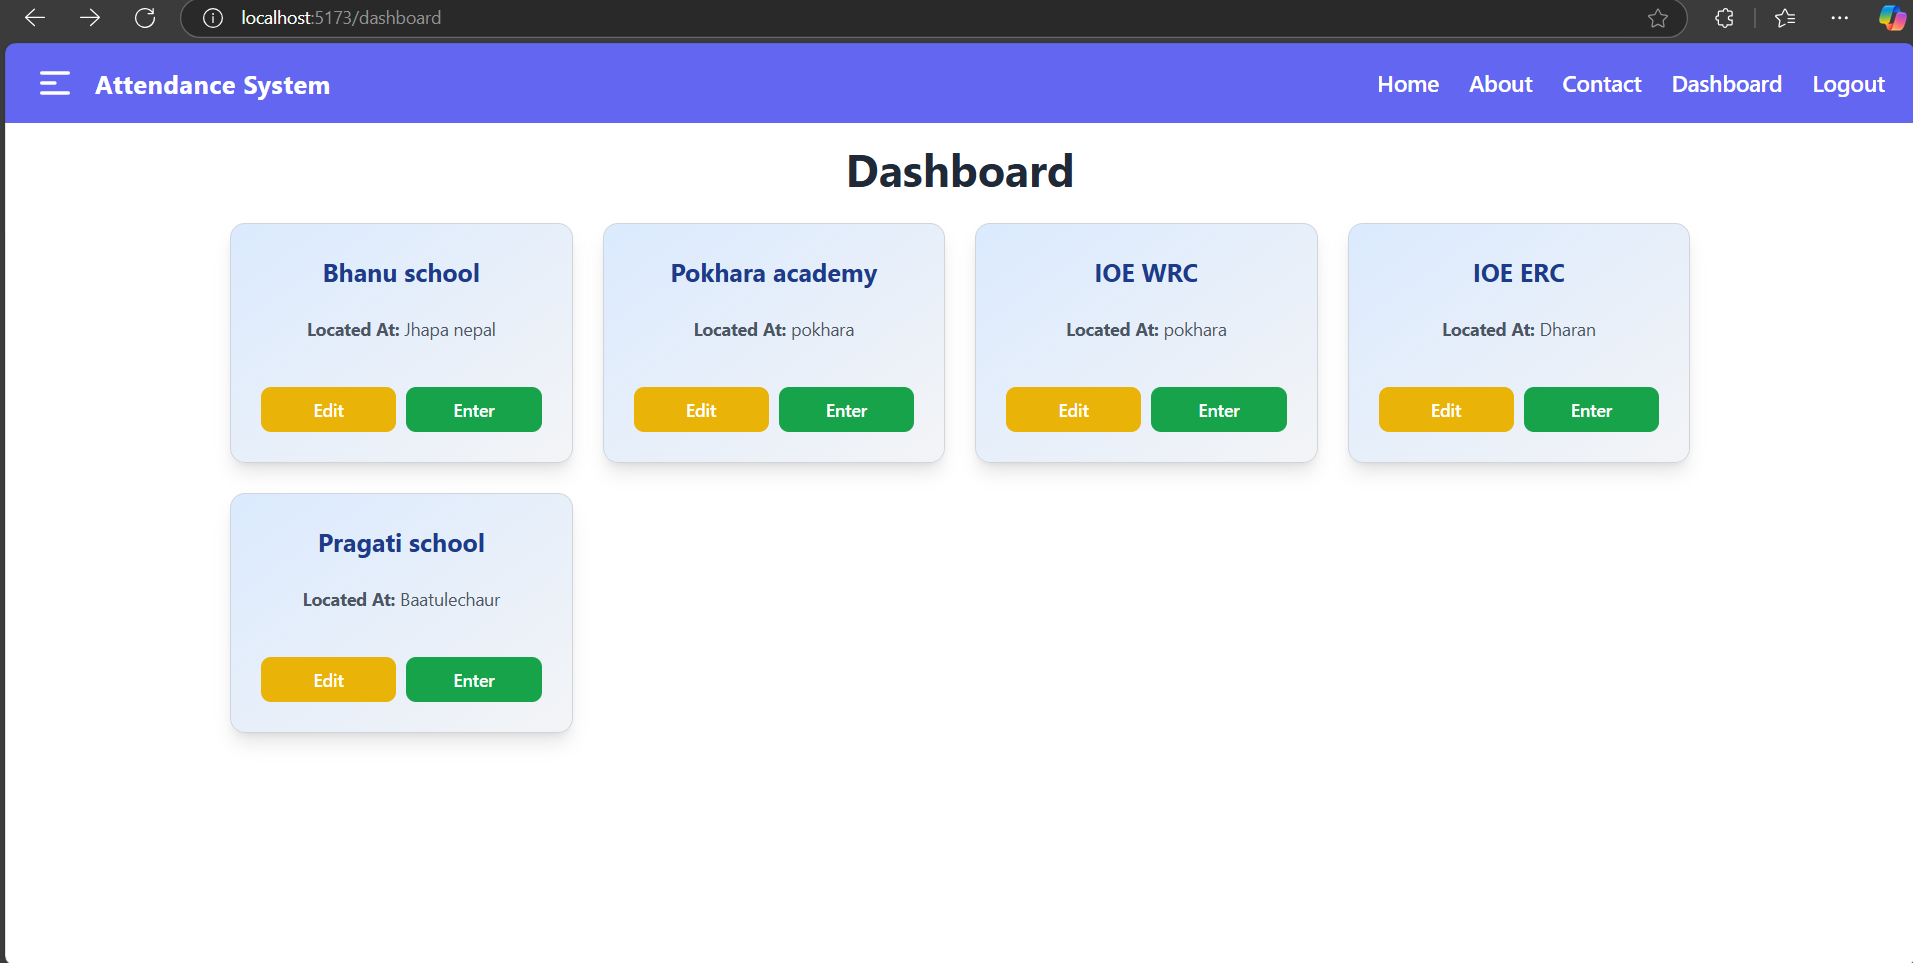 localhost:5173/dashboard
Attendance System
Home About Contact Dashboard Logout
Dashboard
Bhanu school
Located At: Jhapa nepal
Edit Enter
Pokhara academy
Located At: pokhara
Edit Enter
IOE WRC
Located At: pokhara
Edit Enter
IOE ERC
Located At: Dharan
Edit Enter
Pragati school
Located At: Baatulechaur
Edit Enter